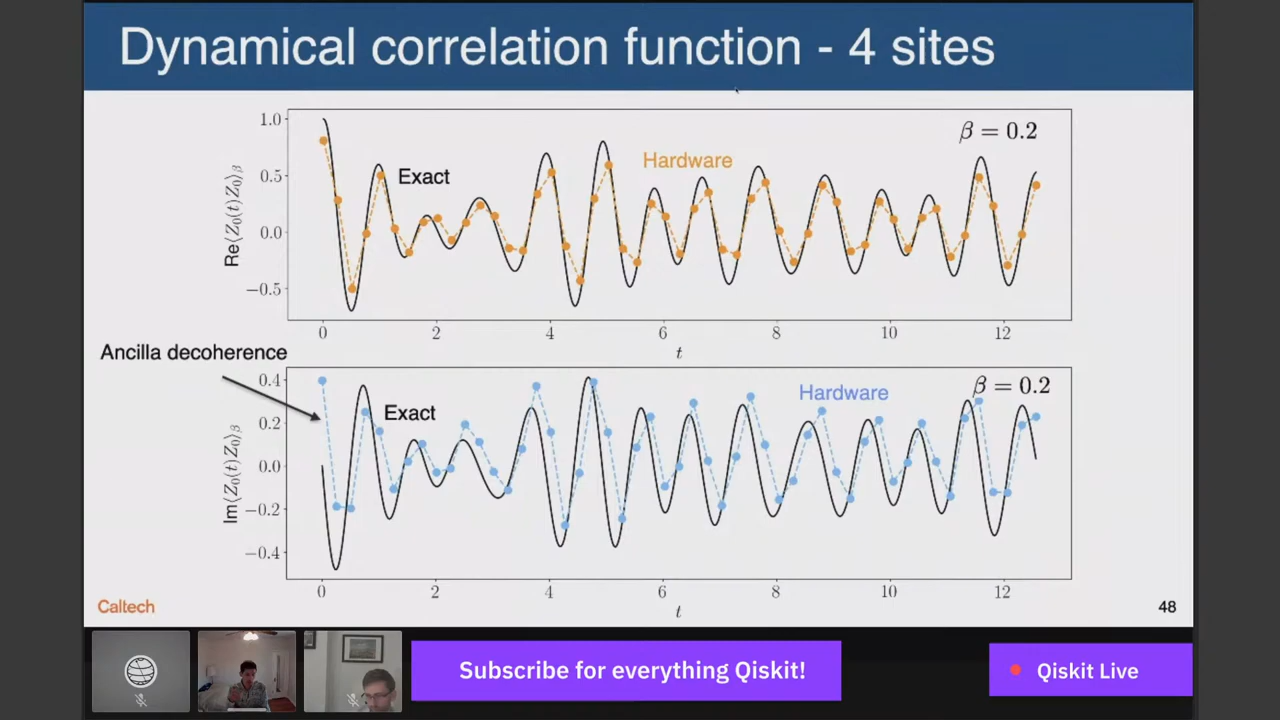 Dynamical correlation function - 4 sites
β = 0.2
Exact
Hardware
Re⟨Z₀(t)Z₀⟩β
1.0
0.5
0.0
−0.5
0 2 4 6 8 10 12
t
Ancilla decoherence
β = 0.2
Exact
Hardware
Im⟨Z₀(t)Z₀⟩β
0.4
0.2
0.0
−0.2
−0.4
0 2 4 6 8 10 12
t
Caltech
48
Subscribe for everything Qiskit!
Qiskit Live